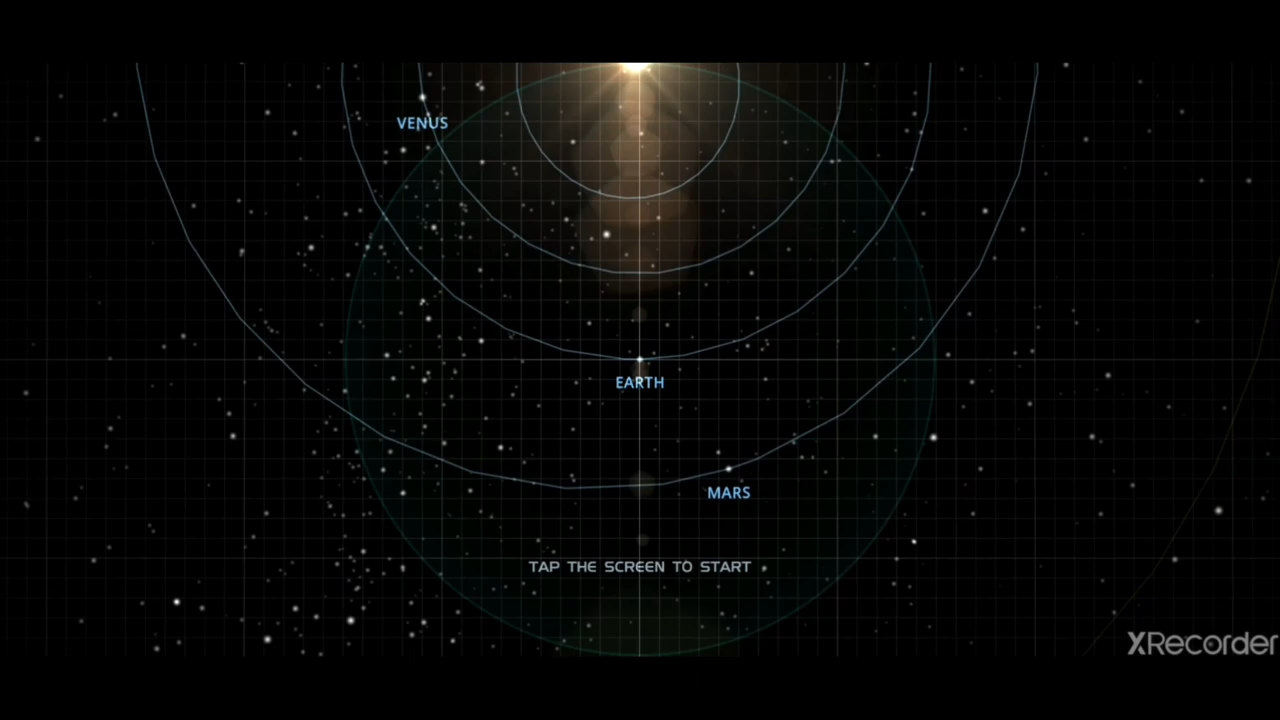 VENUS
EARTH
MARS
TAP THE SCREEN TO START
XRecorder